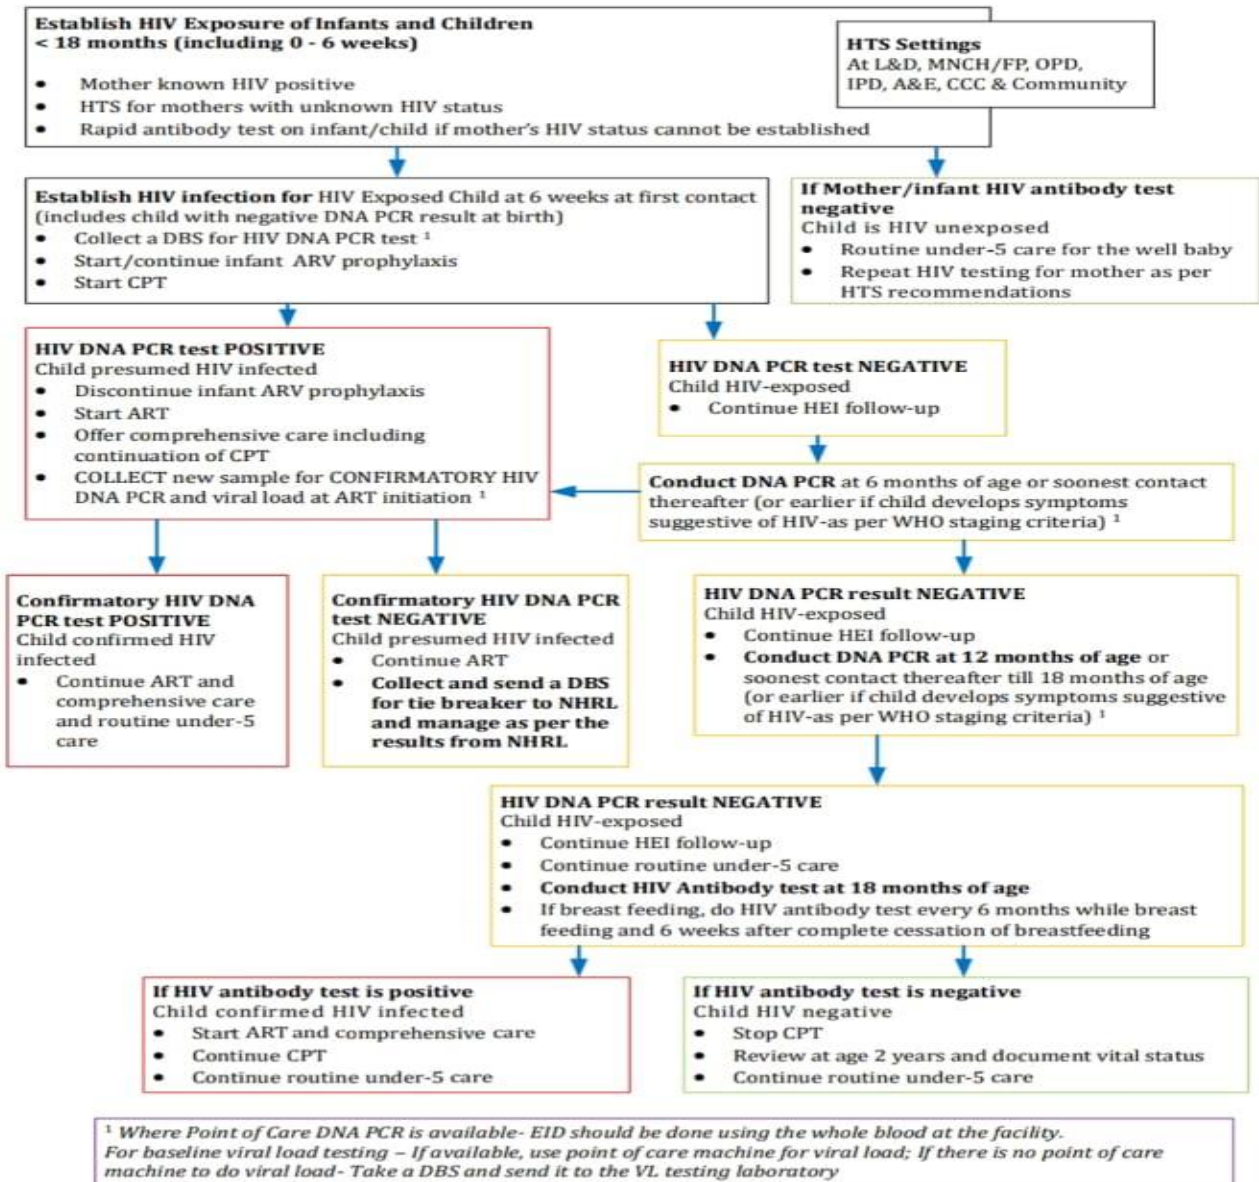 Establish HIV Exposure of Infants and Children
< 18 months (including 0 - 6 weeks)
• Mother known HIV positive
• HTS for mothers with unknown HIV status
• Rapid antibody test on infant/child if mother's HIV status cannot be established
HTS Settings
At L&D, MNCH/FP, OPD,
IPD, A&E, CCC & Community
Establish HIV infection for HIV Exposed Child at 6 weeks at first contact
(includes child with negative DNA PCR result at birth)
• Collect a DBS for HIV DNA PCR test ¹
• Start/continue infant ARV prophylaxis
• Start CPT
If Mother/infant HIV antibody test
negative
Child is HIV unexposed
• Routine under-5 care for the well baby
• Repeat HIV testing for mother as per
HTS recommendations
HIV DNA PCR test POSITIVE
Child presumed HIV infected
• Discontinue infant ARV prophylaxis
• Start ART
• Offer comprehensive care including
continuation of CPT
• COLLECT new sample for CONFIRMATORY HIV
DNA PCR and viral load at ART initiation ¹
HIV DNA PCR test NEGATIVE
Child HIV-exposed
• Continue HEI follow-up
Conduct DNA PCR at 6 months of age or soonest contact
thereafter (or earlier if child develops symptoms
suggestive of HIV-as per WHO staging criteria) ¹
Confirmatory HIV DNA
PCR test POSITIVE
Child confirmed HIV
infected
• Continue ART and
comprehensive care
and routine under-5
care
Confirmatory HIV DNA PCR
test NEGATIVE
Child presumed HIV infected
• Continue ART
• Collect and send a DBS
for tie breaker to NHRL
and manage as per the
results from NHRL
HIV DNA PCR result NEGATIVE
Child HIV-exposed
• Continue HEI follow-up
• Conduct DNA PCR at 12 months of age or
soonest contact thereafter till 18 months of age
(or earlier if child develops symptoms suggestive
of HIV-as per WHO staging criteria) ¹
HIV DNA PCR result NEGATIVE
Child HIV-exposed
• Continue HEI follow-up
• Continue routine under-5 care
• Conduct HIV Antibody test at 18 months of age
• If breast feeding, do HIV antibody test every 6 months while breast
feeding and 6 weeks after complete cessation of breastfeeding
If HIV antibody test is positive
Child confirmed HIV infected
• Start ART and comprehensive care
• Continue CPT
• Continue routine under-5 care
If HIV antibody test is negative
Child HIV negative
• Stop CPT
• Review at age 2 years and document vital status
• Continue routine under-5 care
¹ Where Point of Care DNA PCR is available- EID should be done using the whole blood at the facility.
For baseline viral load testing – If available, use point of care machine for viral load; If there is no point of care
machine to do viral load- Take a DBS and send it to the VL testing laboratory